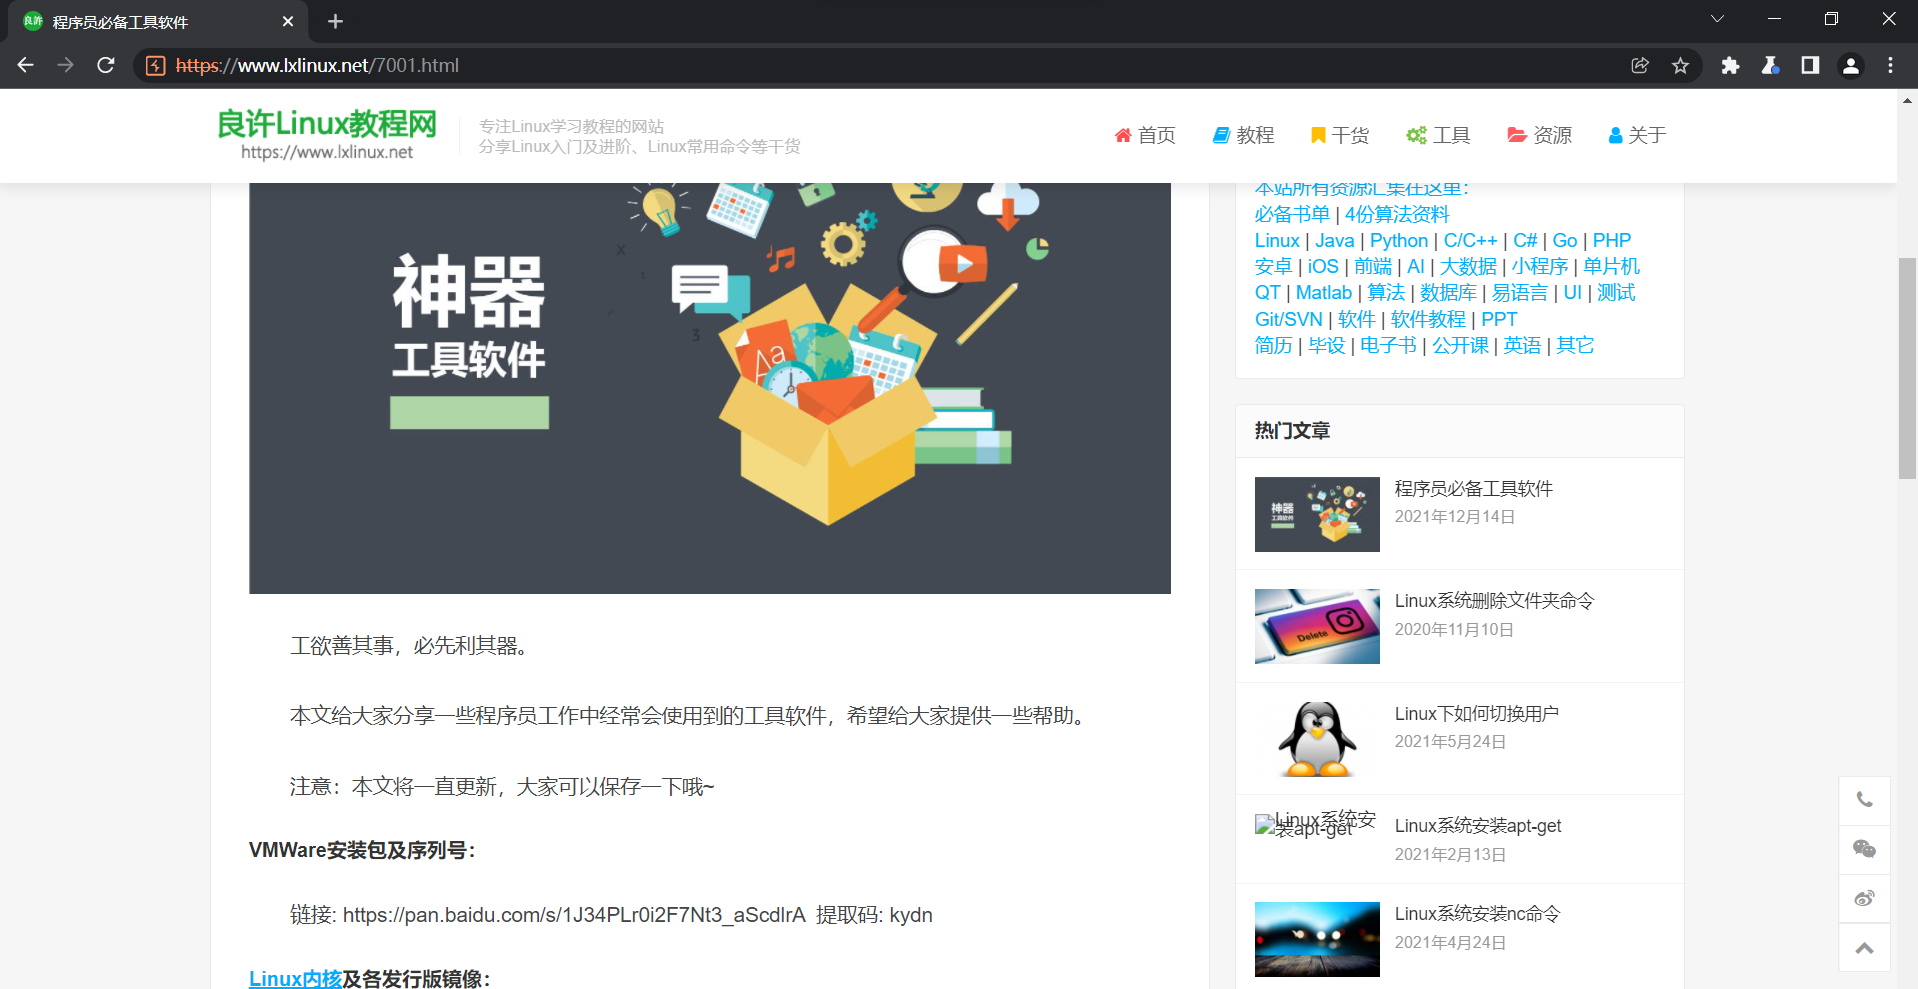 良许 程序员必备工具软件
https://www.lxlinux.net/7001.html
良许Linux教程网
https://www.lxlinux.net
专注Linux学习教程的网站
分享Linux入门及进阶、Linux常用命令等干货
首页 教程 干货 工具 资源 关于
神器
工具软件
Aa
工欲善其事，必先利其器。
本文给大家分享一些程序员工作中经常会使用到的工具软件，希望给大家提供一些帮助。
注意：本文将一直更新，大家可以保存一下哦~
VMWare安装包及序列号：
链接: https://pan.baidu.com/s/1J34PLr0i2F7Nt3_aScdlrA 提取码: kydn
Linux内核及各发行版镜像：
本站所有资源汇集在这里：
必备书单 | 4份算法资料
Linux | Java | Python | C/C++ | C# | Go | PHP
安卓 | iOS | 前端 | AI | 大数据 | 小程序 | 单片机
QT | Matlab | 算法 | 数据库 | 易语言 | UI | 测试
Git/SVN | 软件 | 软件教程 | PPT
简历 | 毕设 | 电子书 | 公开课 | 英语 | 其它
热门文章
神器
工具软件
程序员必备工具软件
2021年12月14日
Delete
Linux系统删除文件夹命令
2020年11月10日
Linux下如何切换用户
2021年5月24日
Linux系统安
装apt-get
Linux系统安装apt-get
2021年2月13日
Linux系统安装nc命令
2021年4月24日